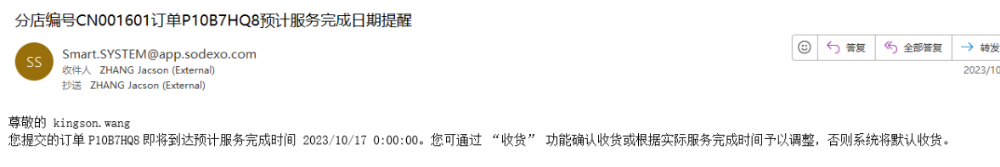 分店编号CN001601订单P10B7HQ8预计服务完成日期提醒
SS
Smart.SYSTEM@app.sodexo.com
收件人 ZHANG Jacson (External)
抄送 ZHANG Jacson (External)
答复 全部答复 转发
2023/10
尊敬的 kingson.wang
您提交的订单 P10B7HQ8 即将到达预计服务完成时间 2023/10/17 0:00:00。您可通过 “收货” 功能确认收货或根据实际服务完成时间予以调整，否则系统将默认收货。